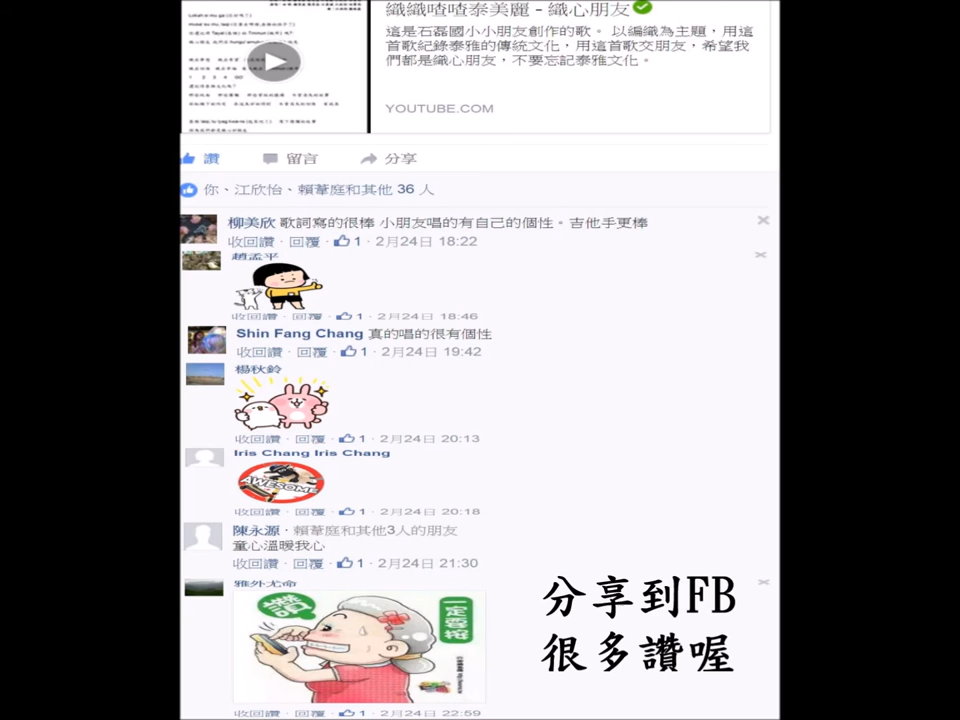 織織喳喳泰美麗 - 織心朋友
這是石磊國小小朋友創作的歌。 以編織為主題，用這
首歌紀錄泰雅的傳統文化，用這首歌交朋友，希望我
們都是織心朋友，不要忘記泰雅文化。
YOUTUBE.COM
讚 留言 分享
你、江欣怡、賴葦庭和其他 36 人
柳美欣 歌詞寫的很棒 小朋友唱的有自己的個性。吉他手更棒
收回讚 · 回覆 · 1 · 2月24日 18:22
趙孟平
收回讚 · 回覆 · 1 · 2月24日 18:46
Shin Fang Chang 真的唱的很有個性
收回讚 · 回覆 · 1 · 2月24日 19:42
楊秋鈴
收回讚 · 回覆 · 1 · 2月24日 20:13
Iris Chang Iris Chang
AWESOME
收回讚 · 回覆 · 1 · 2月24日 20:18
陳永源 · 賴葦庭和其他3人的朋友
童心溫暖我心
收回讚 · 回覆 · 1 · 2月24日 21:30
雅外尤命
讚
一定要按
收回讚 · 回覆 · 1 · 2月24日 22:59
分享到FB
很多讚喔